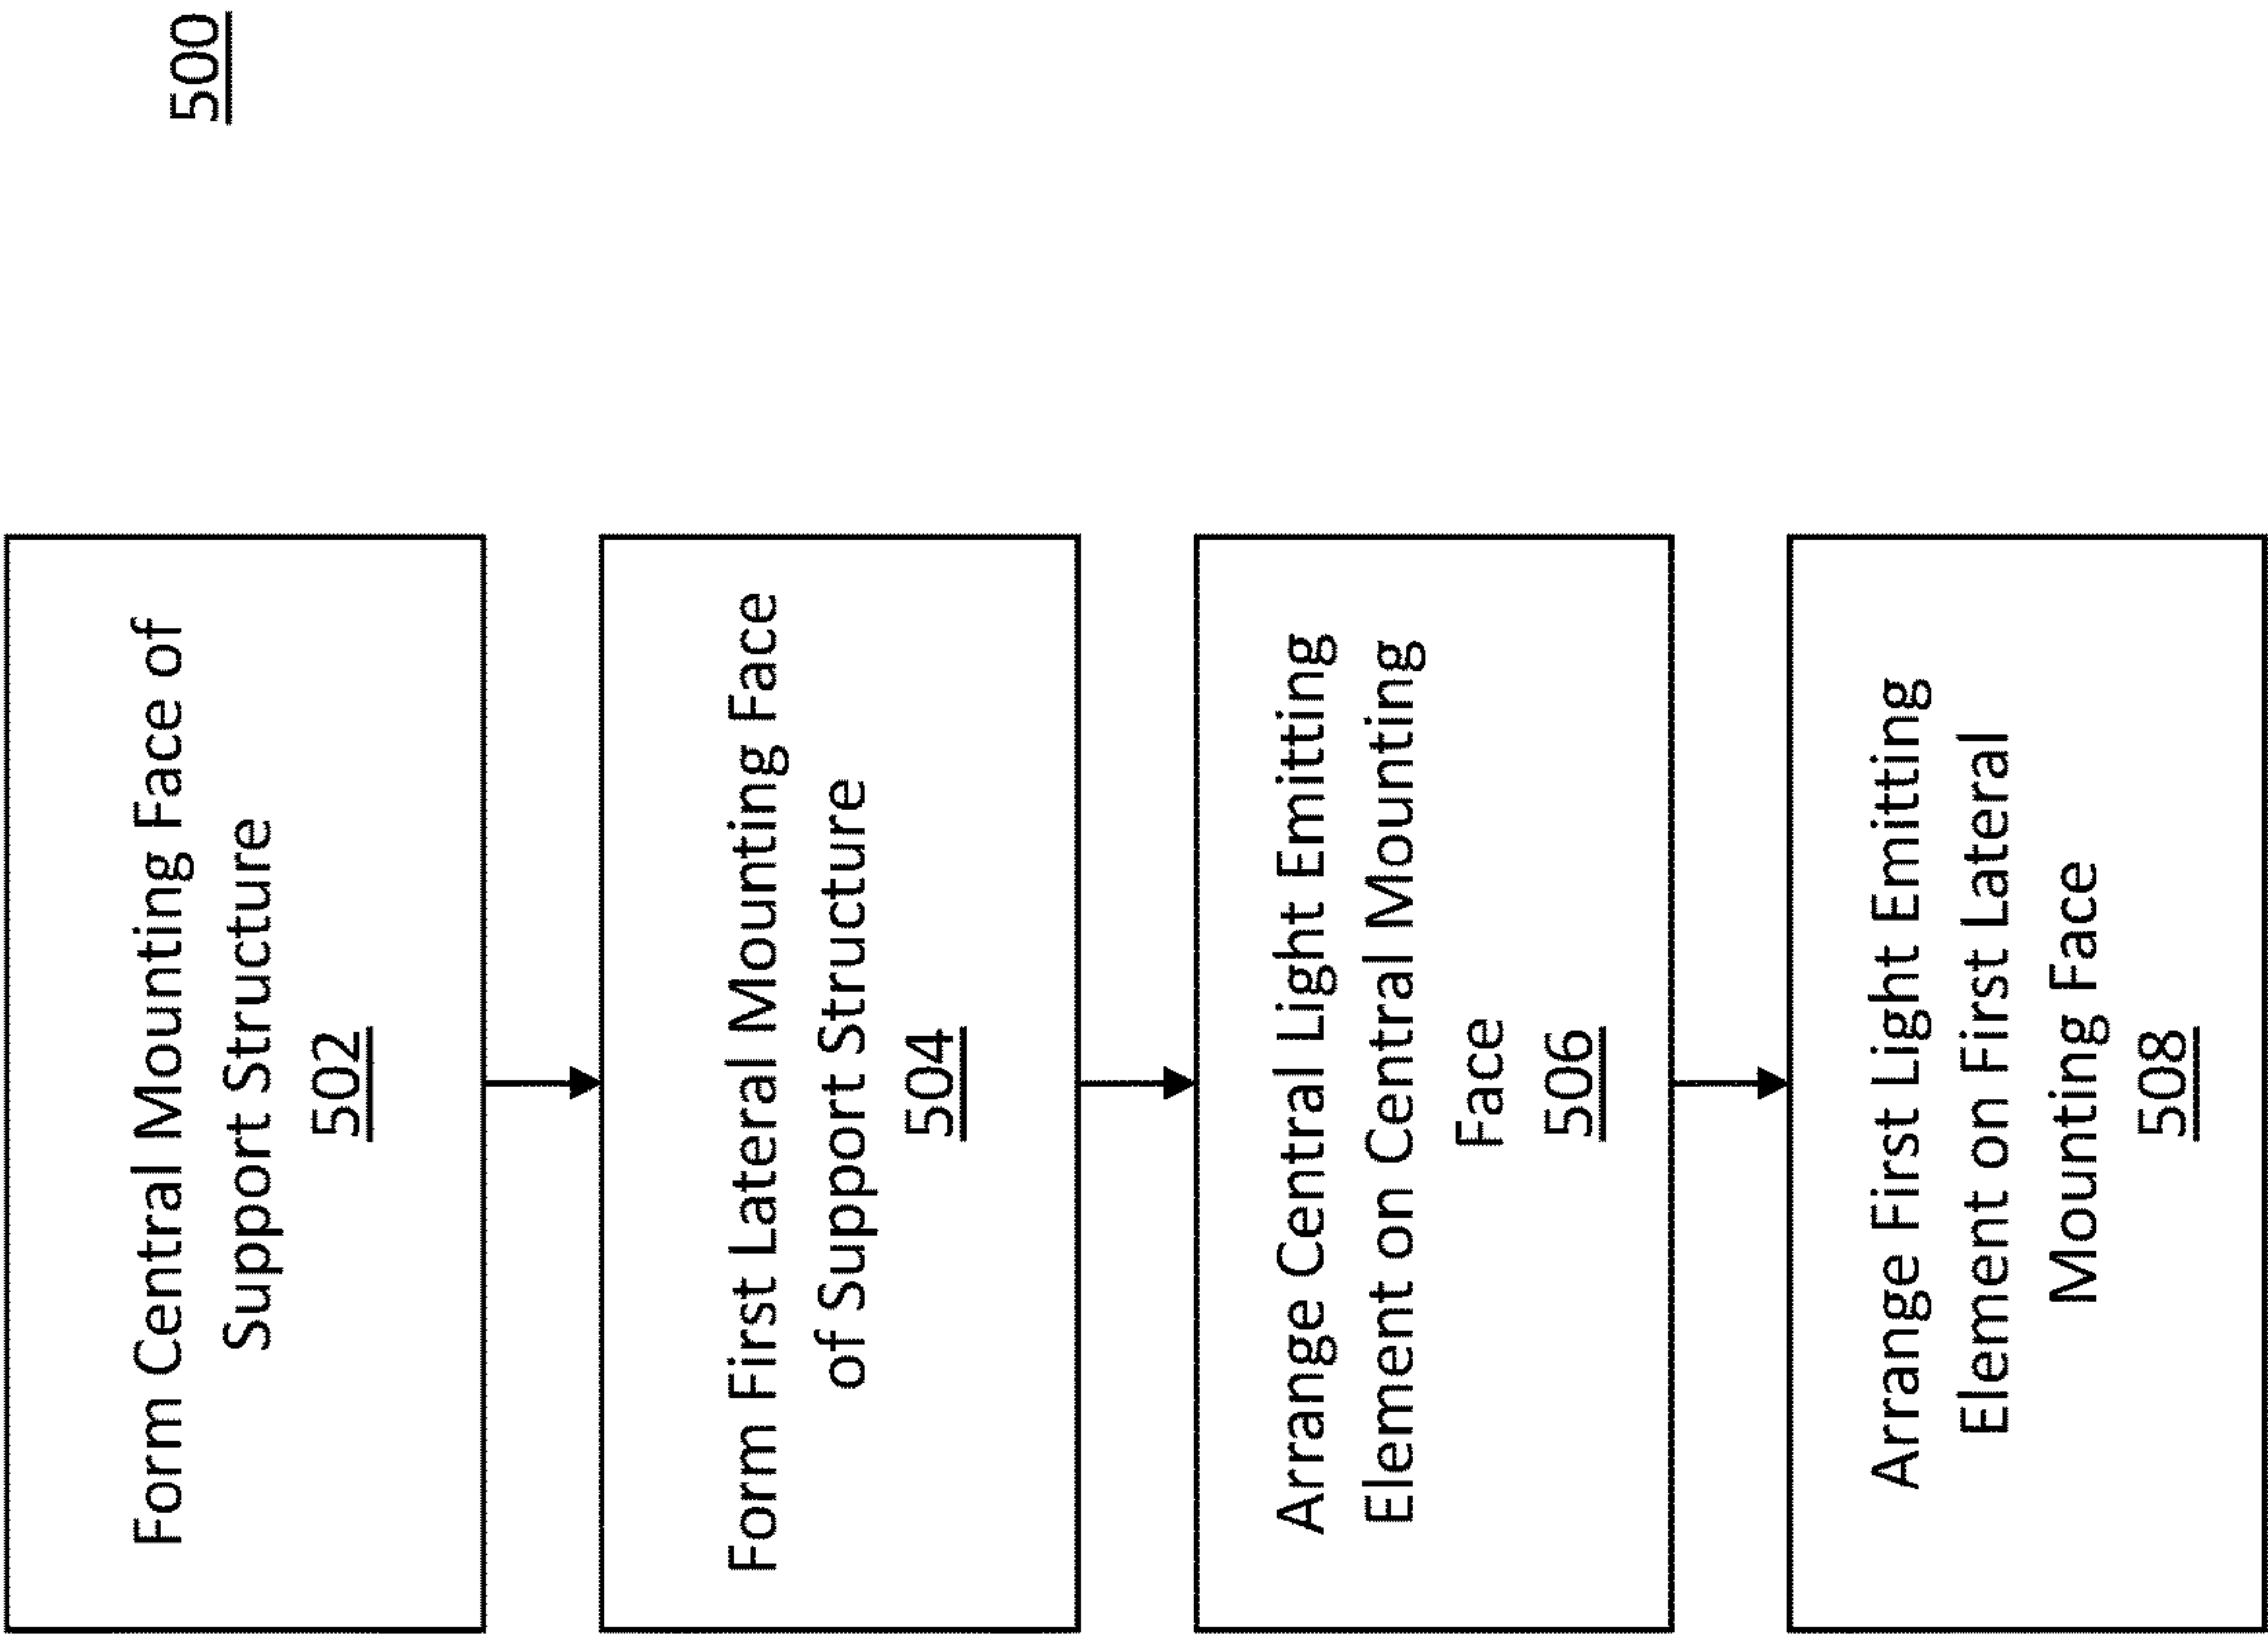 500
Form Central Mounting Face of
Support Structure
502
Form First Lateral Mounting Face
of Support Structure
504
Arrange Central Light Emitting
Element on Central Mounting
Face
506
Arrange First Light Emitting
Element on First Lateral
Mounting Face
508